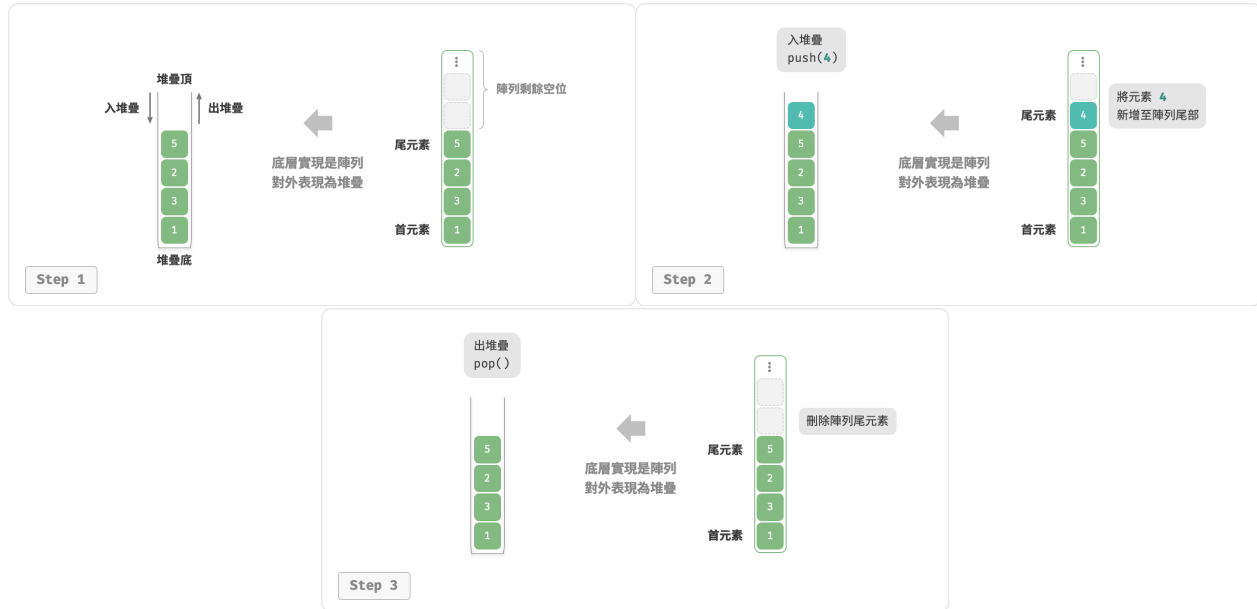 堆疊頂
入堆疊
出堆疊
5
2
3
1
堆疊底
底層實現是陣列
對外表現為堆疊
⋮
陣列剩餘空位
尾元素
5
2
3
首元素
1
Step 1
入堆疊
push(4)
4
5
2
3
1
底層實現是陣列
對外表現為堆疊
⋮
尾元素
4
5
2
3
首元素
1
將元素 4
新增至陣列尾部
Step 2
出堆疊
pop()
5
2
3
1
底層實現是陣列
對外表現為堆疊
⋮
刪除陣列尾元素
尾元素
5
2
3
首元素
1
Step 3